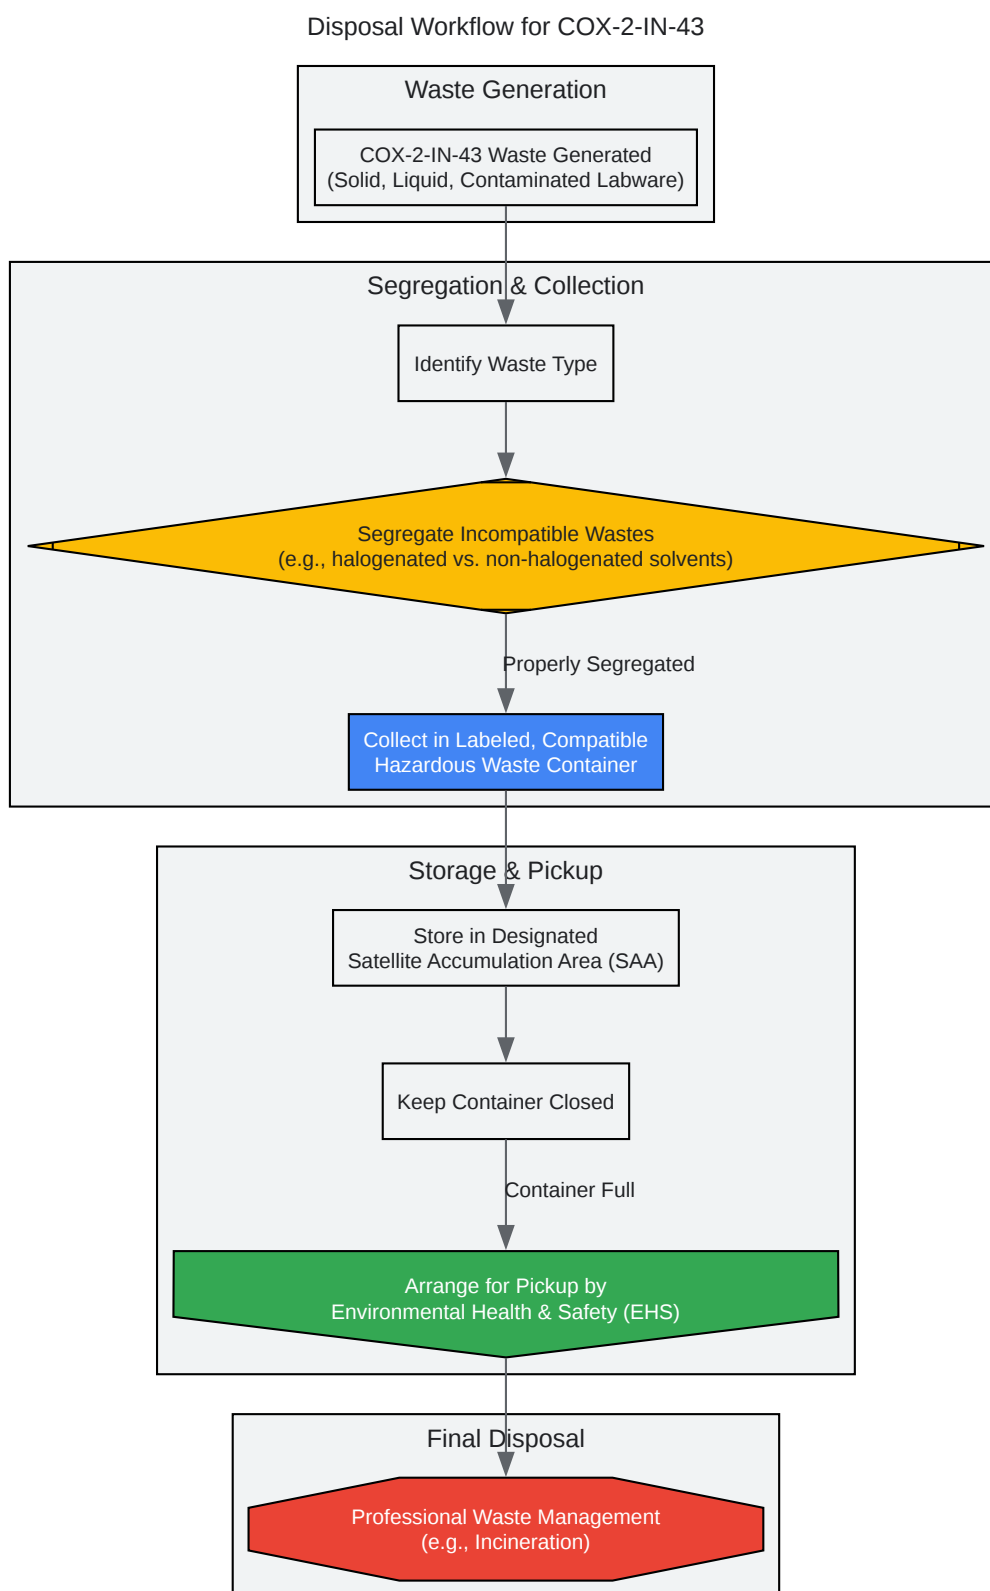 Disposal Workflow for COX-2-IN-43
Waste Generation
COX-2-IN-43 Waste Generated
(Solid, Liquid, Contaminated Labware)
Segregation & Collection
Identify Waste Type
Segregate Incompatible Wastes
(e.g., halogenated vs. non-halogenated solvents)
Properly Segregated
Collect in Labeled, Compatible
Hazardous Waste Container
Storage & Pickup
Store in Designated
Satellite Accumulation Area (SAA)
Keep Container Closed
Container Full
Arrange for Pickup by
Environmental Health & Safety (EHS)
Final Disposal
Professional Waste Management
(e.g., Incineration)